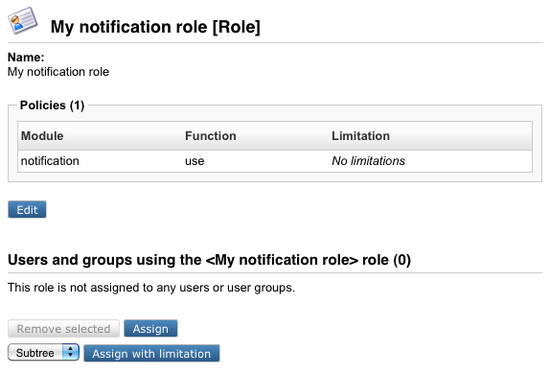 My notification role [Role]
Name:
My notification role
Policies (1)
Module Function Limitation
notification use No limitations
Edit
Users and groups using the <My notification role> role (0)
This role is not assigned to any users or user groups.
Remove selected Assign
Subtree Assign with limitation